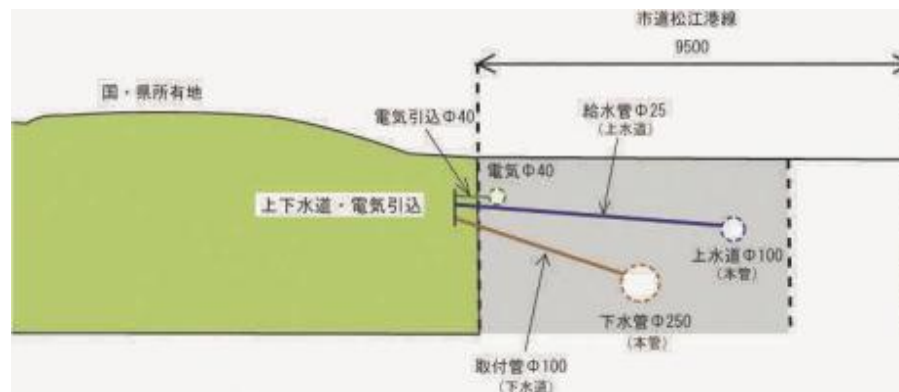 市道松江港線
9500
国・県所有地
電気引込Φ40
給水管Φ25
(上水道)
電気Φ40
上下水道・電気引込
上水道Φ100
(本管)
下水管Φ250
(本管)
取付管Φ100
(下水道)